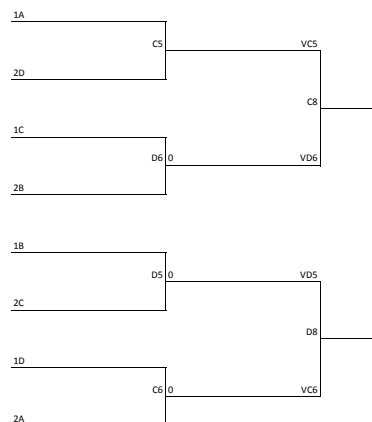 1A
C5 VC5
2D
C8
1C
D6 0 VD6
2B
1B
D5 0 VD5
2C
D8
1D
C6 0 VC6
2A